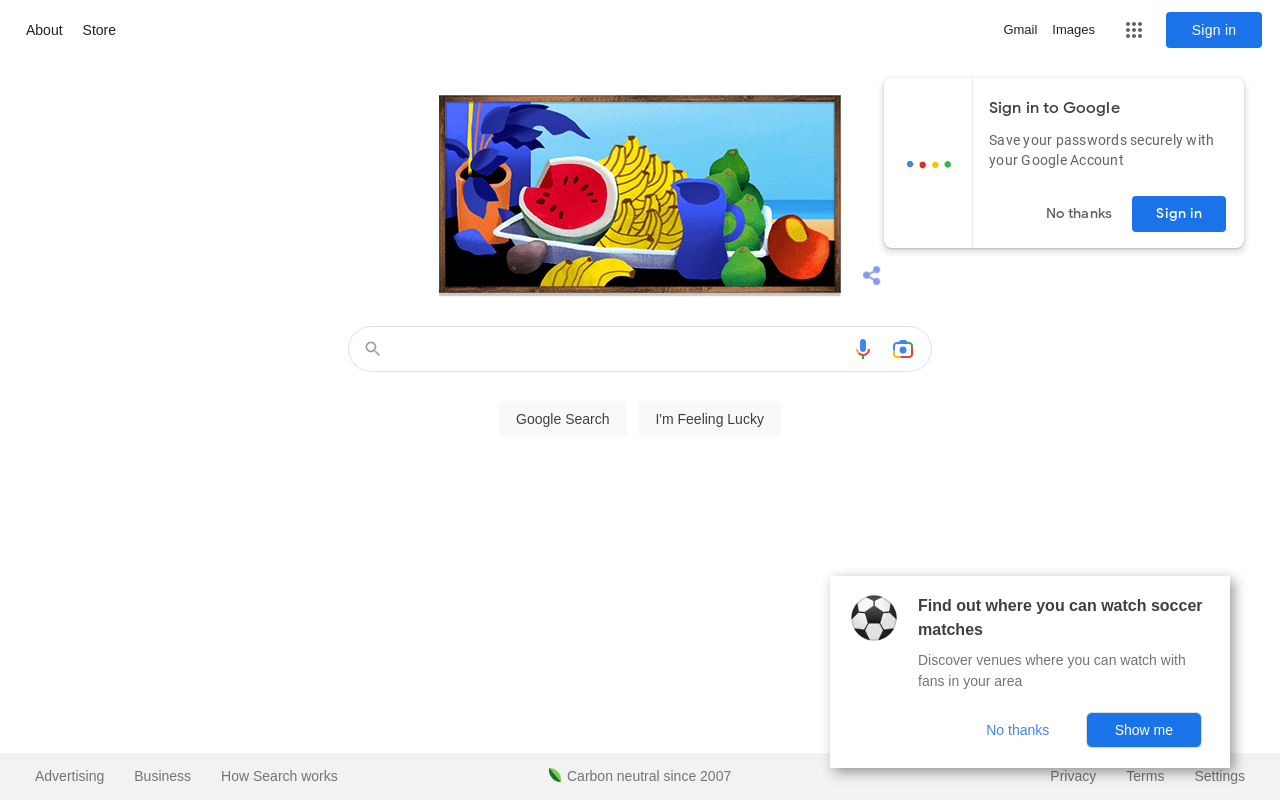 About
Store
Gmail
Images
Sign in
Sign in to Google
Save your passwords securely with
your Google Account
No thanks
Sign in
Google Search
I'm Feeling Lucky
Find out where you can watch soccer
matches
Discover venues where you can watch with
fans in your area
No thanks
Show me
Advertising
Business
How Search works
Carbon neutral since 2007
Privacy
Terms
Settings